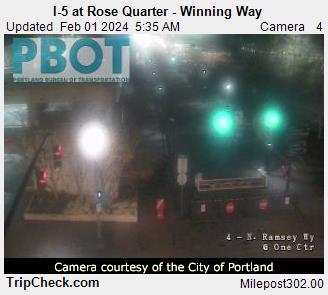 I-5 at Rose Quarter - Winning Way
Updated Feb 01 2024 5:35 AM Camera 4
PBOT
PORTLAND BUREAU OF TRANSPORTATION
4 - N. Ramsey Wy
@ One Ctr
Camera courtesy of the City of Portland
TripCheck.com Milepost302.00